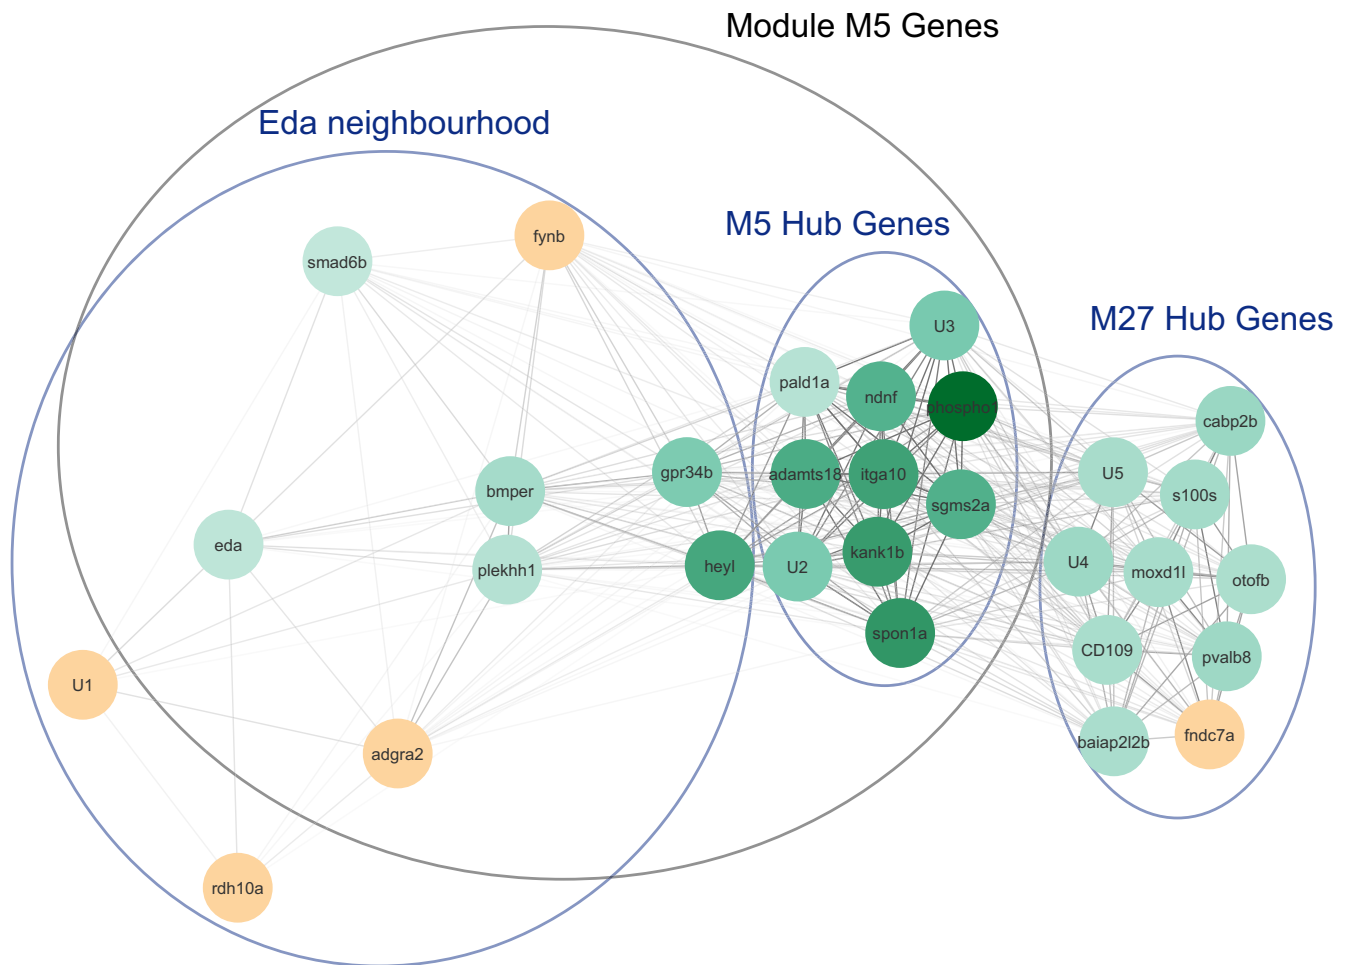 Module M5 Genes
Eda neighbourhood
M5 Hub Genes
M27 Hub Genes
fynb
smad6b
U3
pald1a
ndnf
phospho1
cabp2b
gpr34b
adamts18
itga10
U5
bmper
s100s
sgms2a
eda
plekhh1
heyl
U2
kank1b
U4
moxd1l
otofb
spon1a
CD109
pvalb8
U1
adgra2
baiap2l2b
fndc7a
rdh10a